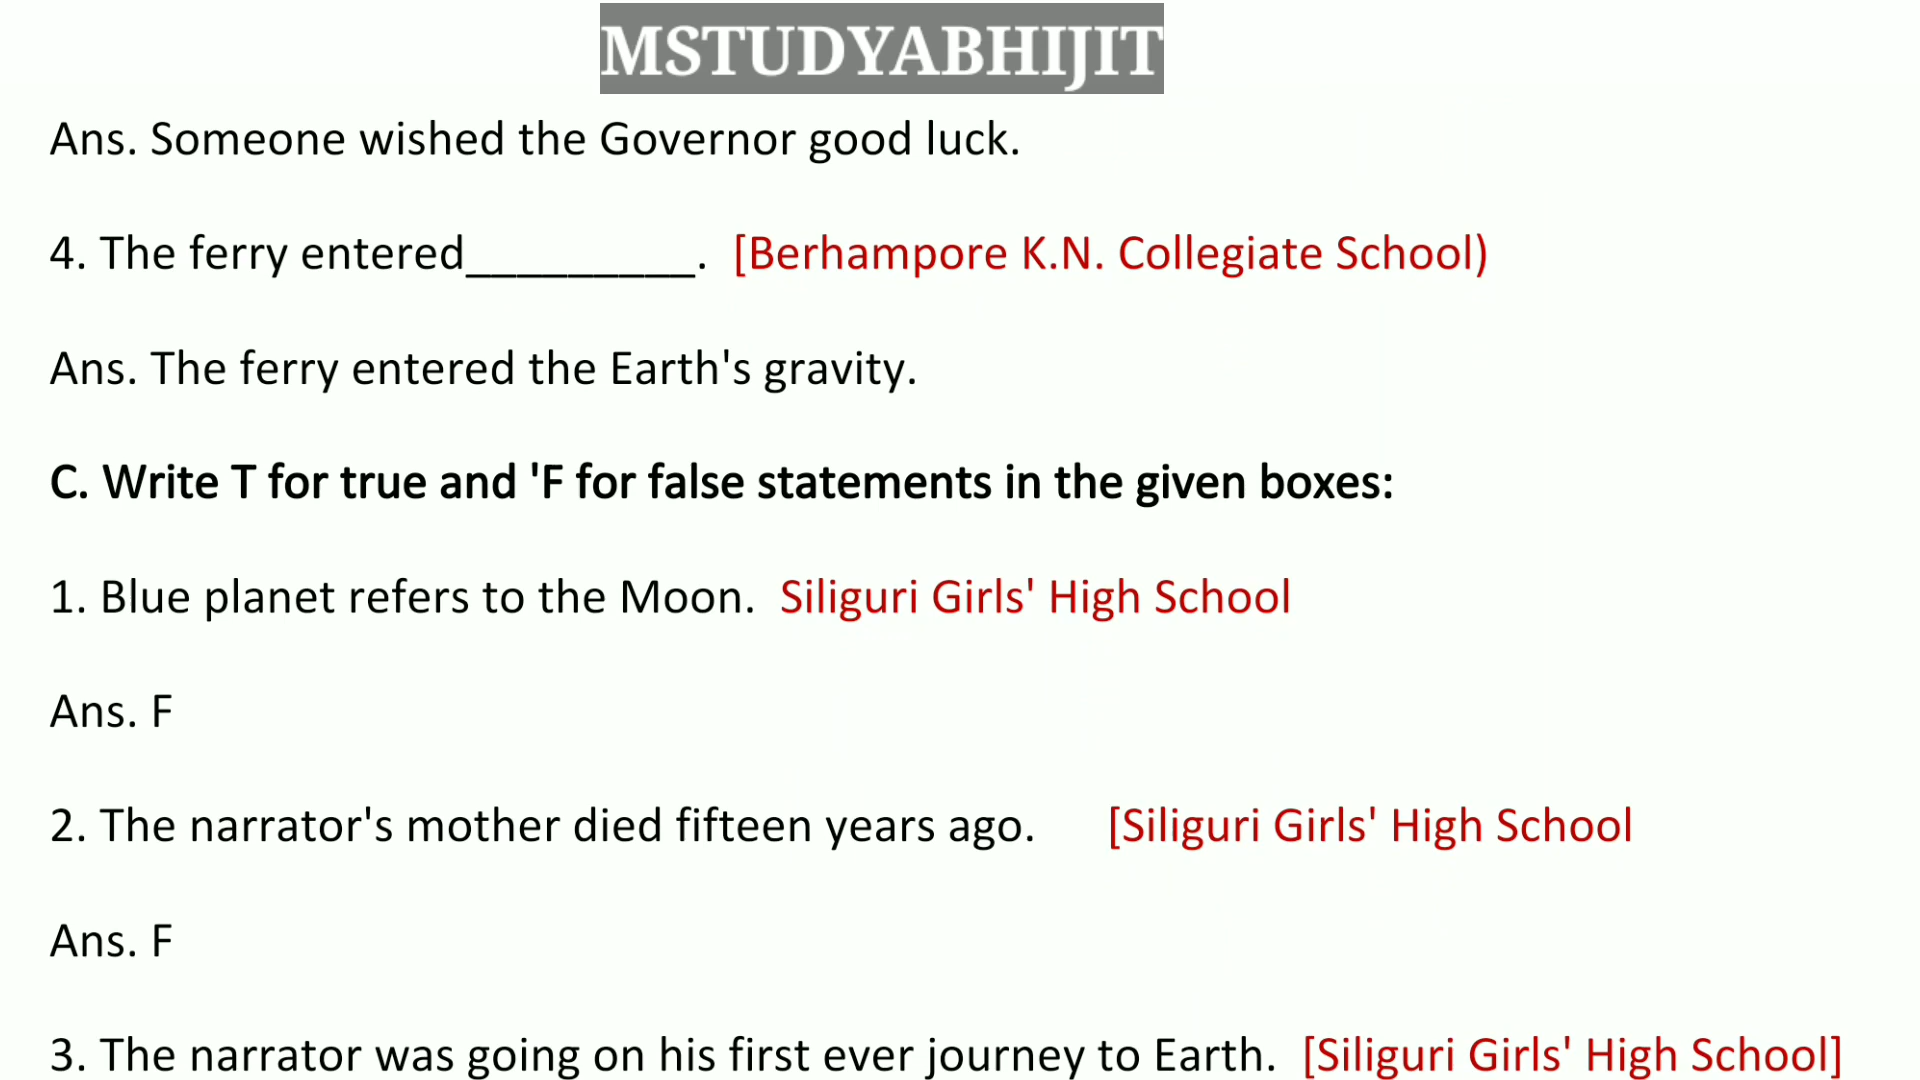 MSTUDYABHIJIT
Ans. Someone wished the Governor good luck.
4. The ferry entered_________. [Berhampore K.N. Collegiate School)
Ans. The ferry entered the Earth's gravity.
C. Write T for true and 'F for false statements in the given boxes:
1. Blue planet refers to the Moon. Siliguri Girls' High School
Ans. F
2. The narrator's mother died fifteen years ago. [Siliguri Girls' High School
Ans. F
3. The narrator was going on his first ever journey to Earth. [Siliguri Girls' High School]